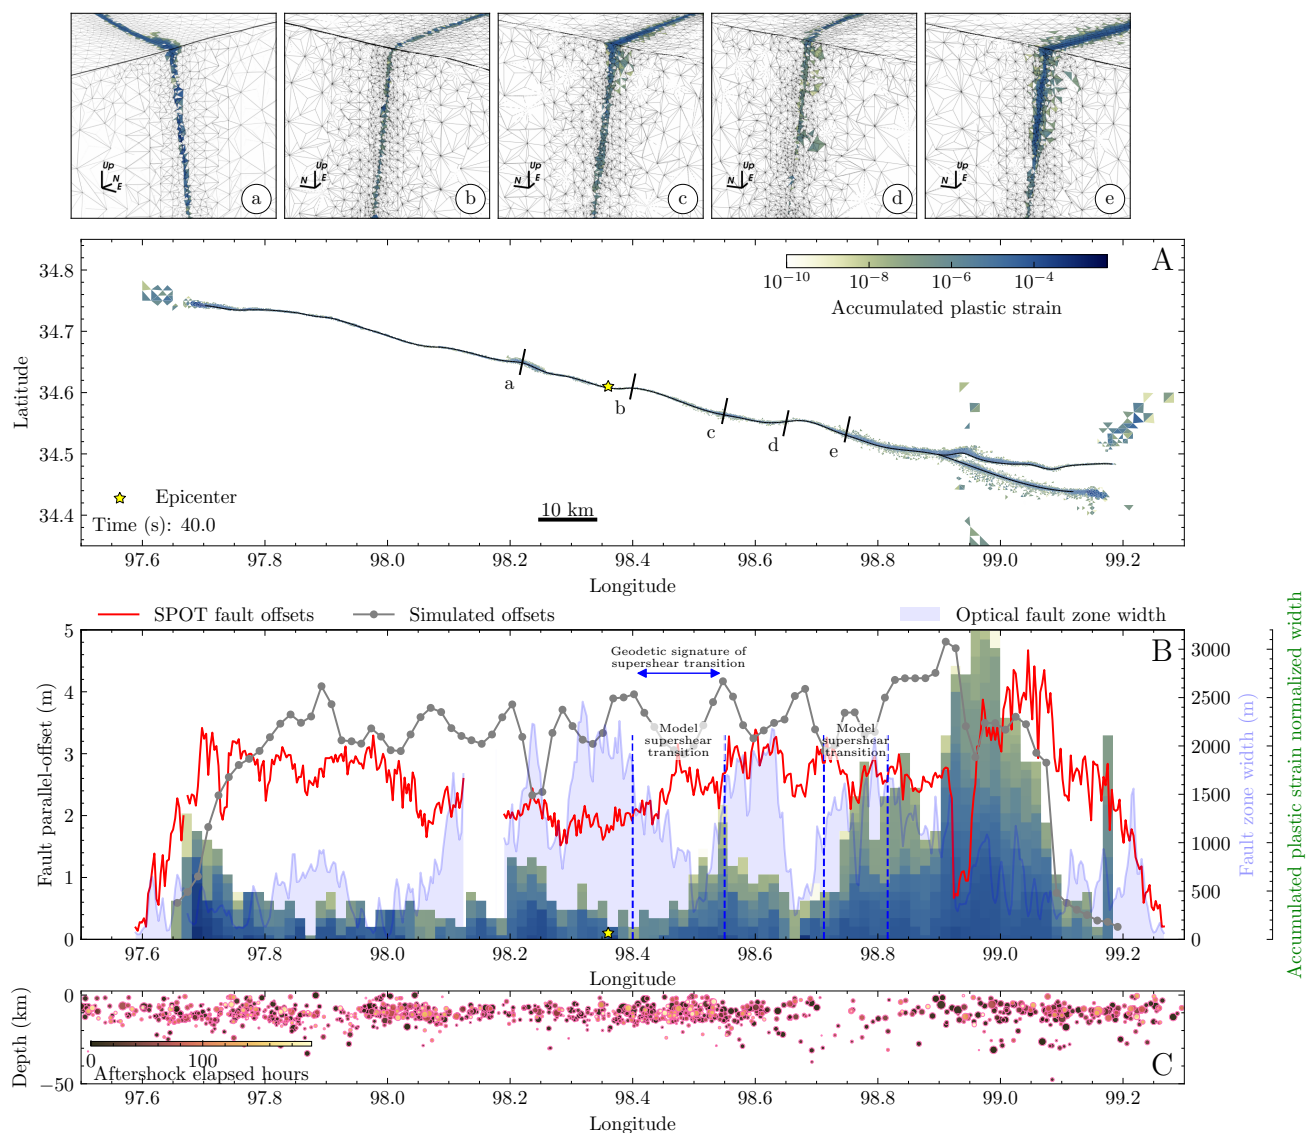 Up
N
E
a
Up
N
E
b
Up
N
E
c
Up
N
E
d
Up
N
E
e
A
34.8
34.7
34.6
34.5
34.4
Latitude
10⁻¹⁰ 10⁻⁸ 10⁻⁶ 10⁻⁴
Accumulated plastic strain
a
b
c
d
e
Epicenter
Time (s): 40.0
10 km
97.6 97.8 98.0 98.2 98.4 98.6 98.8 99.0 99.2
Longitude
SPOT fault offsets
Simulated offsets
Optical fault zone width
B
5
4
3
2
1
0
Fault parallel-offset (m)
Geodetic signature of
supershear transition
Model
supershear
transition
Model
supershear
transition
3000
2500
2000
1500
1000
500
0
Fault zone width (m)
Accumulated plastic strain normalized width
97.6 97.8 98.0 98.2 98.4 98.6 98.8 99.0 99.2
Longitude
0
−50
Depth (km)
0 100
Aftershock elapsed hours
C
97.6 97.8 98.0 98.2 98.4 98.6 98.8 99.0 99.2
Longitude